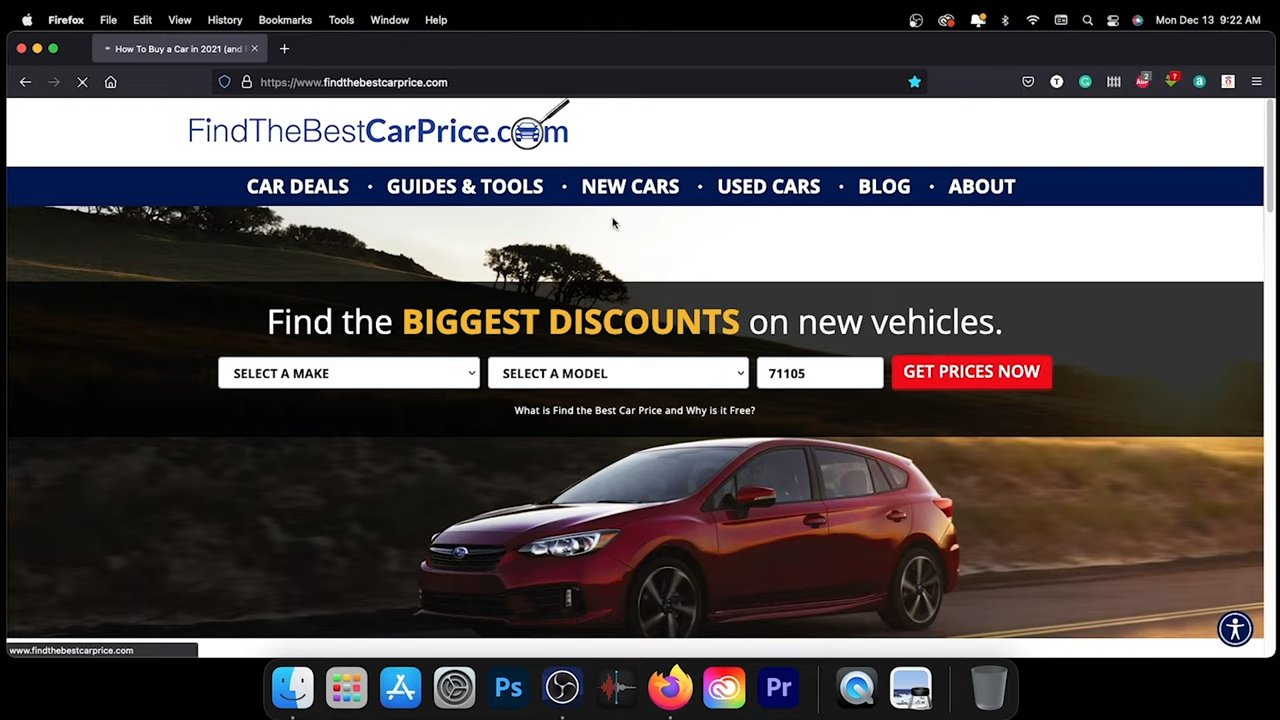 Firefox File Edit View History Bookmarks Tools Window Help Mon Dec 13 9:22 AM
How To Buy a Car in 2021 (and
https://www.findthebestcarprice.com
FindTheBestCarPrice.com
CAR DEALS • GUIDES & TOOLS • NEW CARS • USED CARS • BLOG • ABOUT
Find the BIGGEST DISCOUNTS on new vehicles.
SELECT A MAKE SELECT A MODEL 71105 GET PRICES NOW
What is Find the Best Car Price and Why is it Free?
www.findthebestcarprice.com
Ps Pr